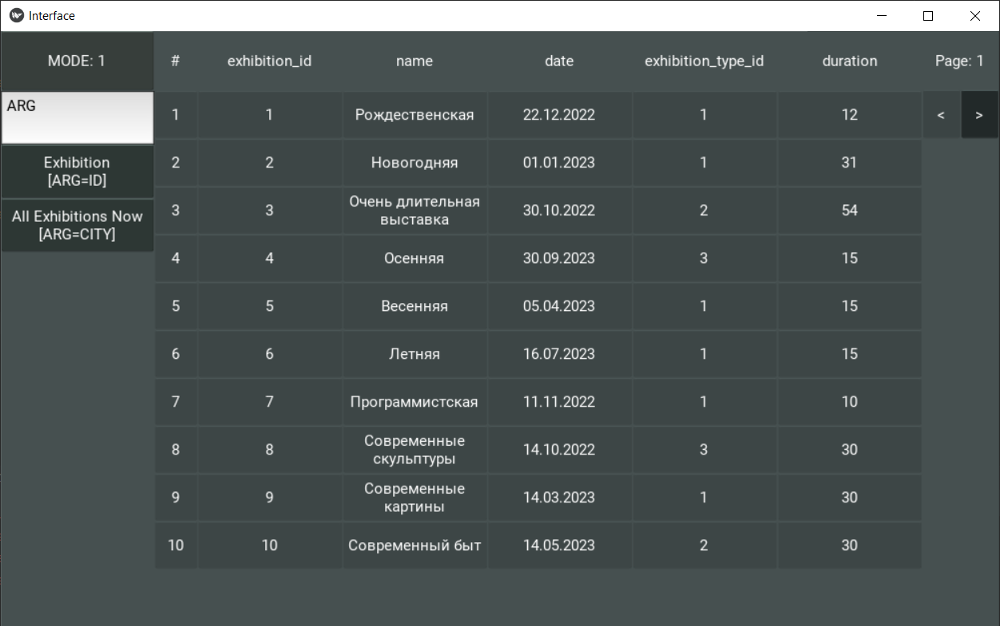 Interface
MODE: 1 # exhibition_id name date exhibition_type_id duration Page: 1
ARG
Exhibition
[ARG=ID]
All Exhibitions Now
[ARG=CITY]
1 1 Рождественская 22.12.2022 1 12 < >
2 2 Новогодняя 01.01.2023 1 31
3 3 Очень длительная
выставка 30.10.2022 2 54
4 4 Осенняя 30.09.2023 3 15
5 5 Весенняя 05.04.2023 1 15
6 6 Летняя 16.07.2023 1 15
7 7 Программистская 11.11.2022 1 10
8 8 Современные
скульптуры 14.10.2022 3 30
9 9 Современные
картины 14.03.2023 1 30
10 10 Современный быт 14.05.2023 2 30